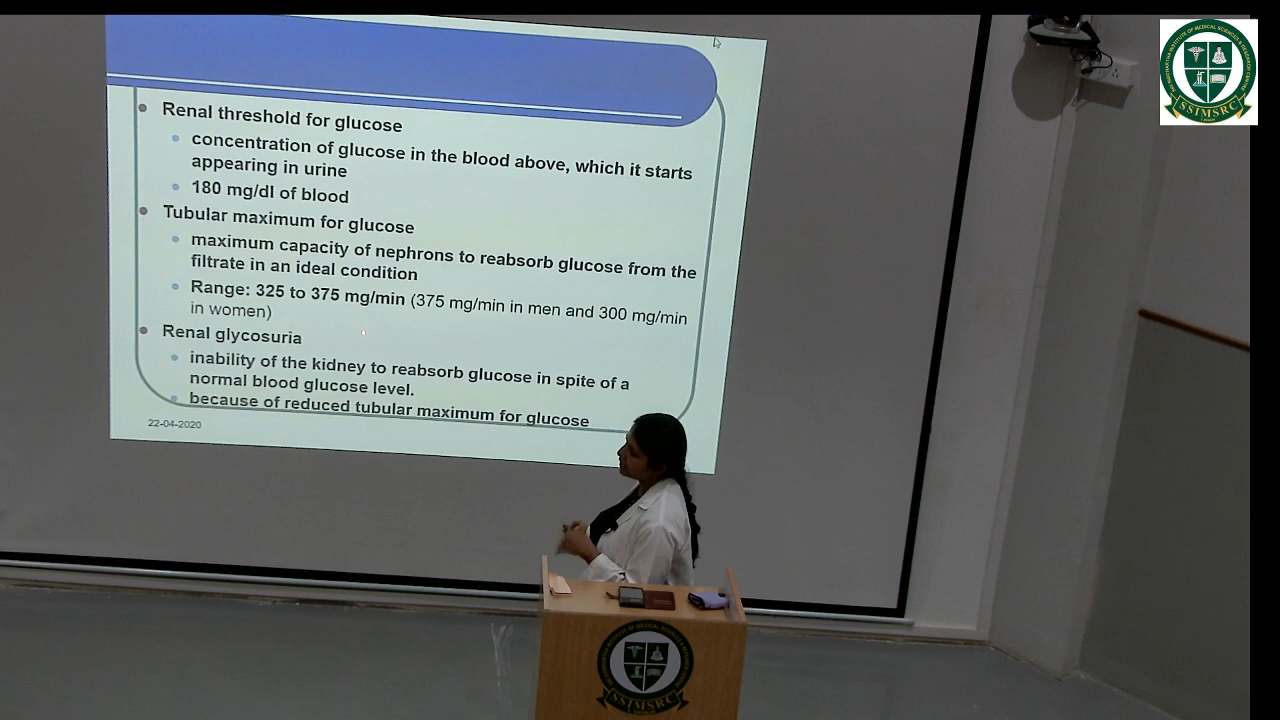 Renal threshold for glucose
concentration of glucose in the blood above, which it starts
appearing in urine
180 mg/dl of blood
Tubular maximum for glucose
maximum capacity of nephrons to reabsorb glucose from the
filtrate in an ideal condition
Range: 325 to 375 mg/min (375 mg/min in men and 300 mg/min
in women)
Renal glycosuria
inability of the kidney to reabsorb glucose in spite of a
normal blood glucose level.
because of reduced tubular maximum for glucose
22-04-2020
SSIMSRC
SSIMSRC